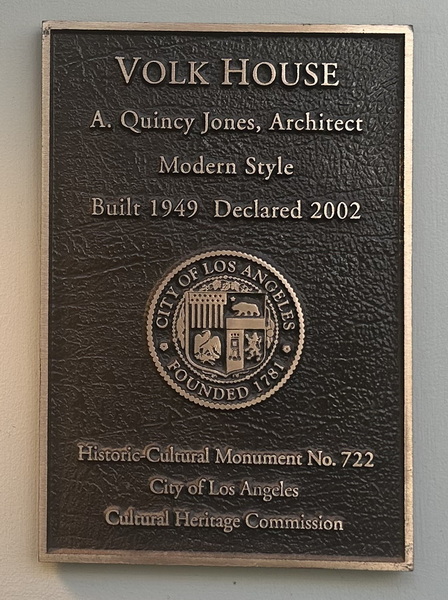 VOLK HOUSE
A. Quincy Jones, Architect
Modern Style
Built 1949 Declared 2002
CITY OF LOS ANGELES
FOUNDED 1781
Historic-Cultural Monument No. 722
City of Los Angeles
Cultural Heritage Commission